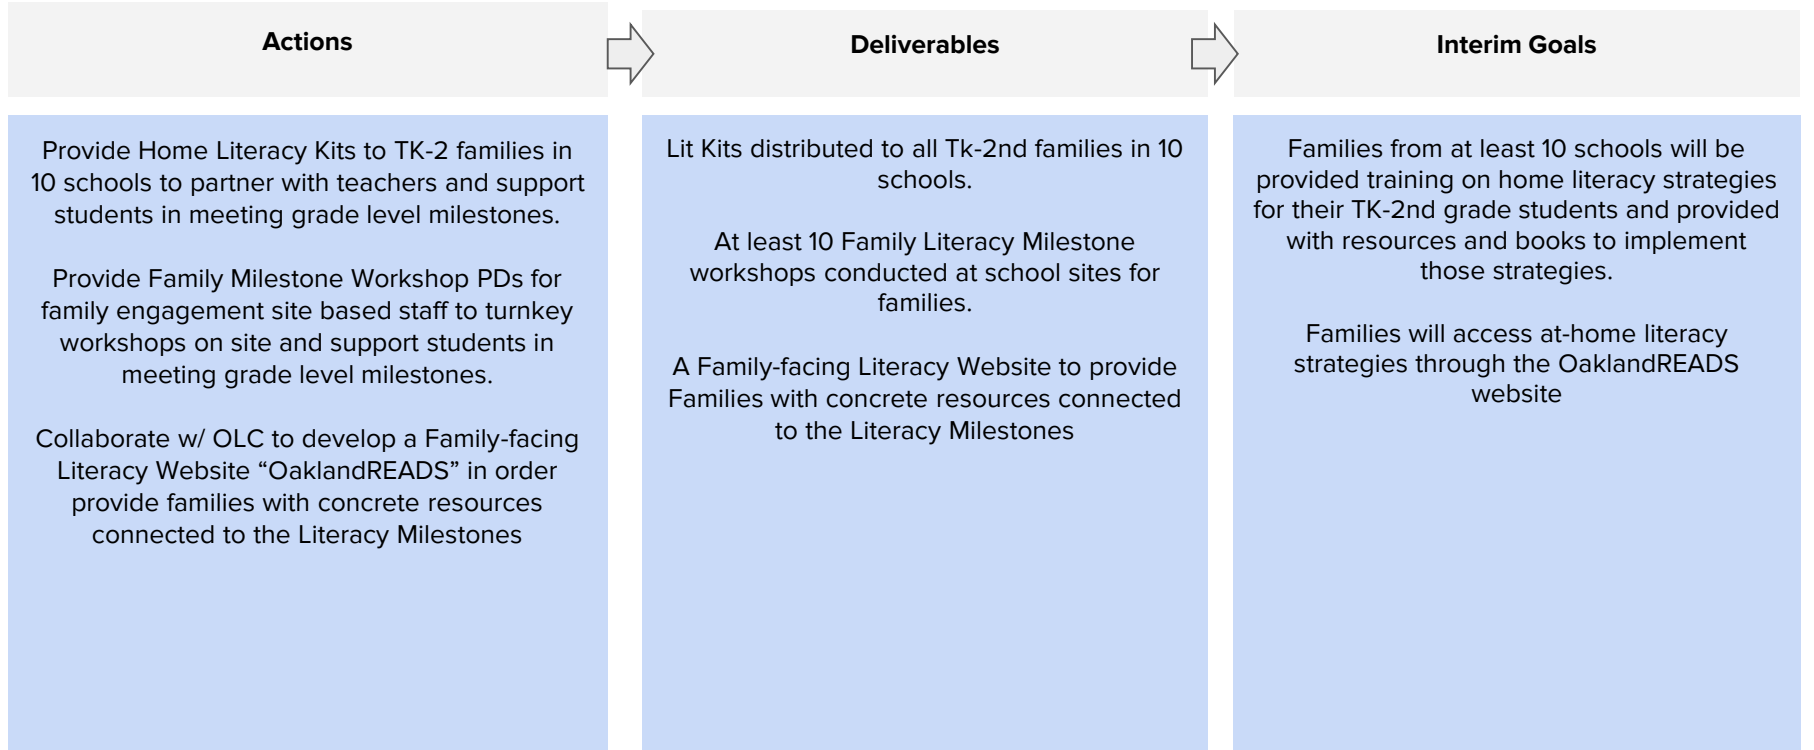 Actions
Deliverables
Interim Goals
Provide Home Literacy Kits to TK-2 families in
10 schools to partner with teachers and support
students in meeting grade level milestones.
Provide Family Milestone Workshop PDs for
family engagement site based staff to turnkey
workshops on site and support students in
meeting grade level milestones.
Collaborate w/ OLC to develop a Family-facing
Literacy Website “OaklandREADS” in order
provide families with concrete resources
connected to the Literacy Milestones
Lit Kits distributed to all Tk-2nd families in 10
schools.
At least 10 Family Literacy Milestone
workshops conducted at school sites for
families.
A Family-facing Literacy Website to provide
Families with concrete resources connected
to the Literacy Milestones
Families from at least 10 schools will be
provided training on home literacy strategies
for their TK-2nd grade students and provided
with resources and books to implement
those strategies.
Families will access at-home literacy
strategies through the OaklandREADS
website